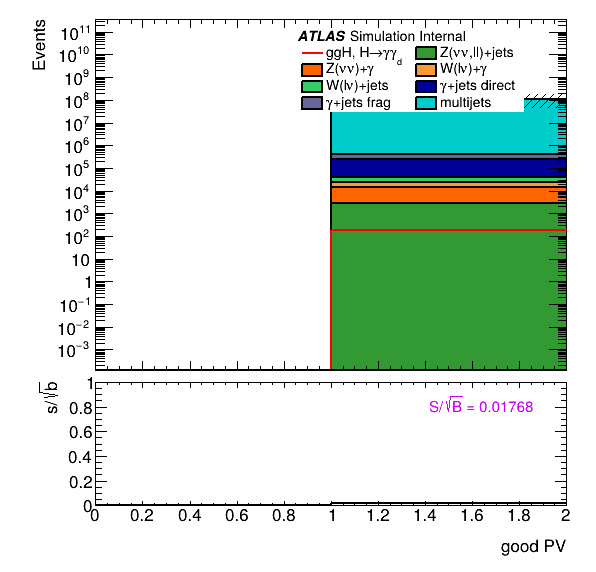 ATLAS Simulation Internal
ggH, H→γγ_d
Z(νν,ll)+jets
Z(νν)+γ
W(lν)+γ
W(lν)+jets
γ+jets direct
γ+jets frag
multijets
Events
10¹¹
10¹⁰
10⁹
10⁸
10⁷
10⁶
10⁵
10⁴
10³
10²
10
1
10⁻¹
10⁻²
10⁻³
s/√b
1
0.8
0.6
0.4
0.2
0
S/√B = 0.01768
0 0.2 0.4 0.6 0.8 1 1.2 1.4 1.6 1.8 2
good PV